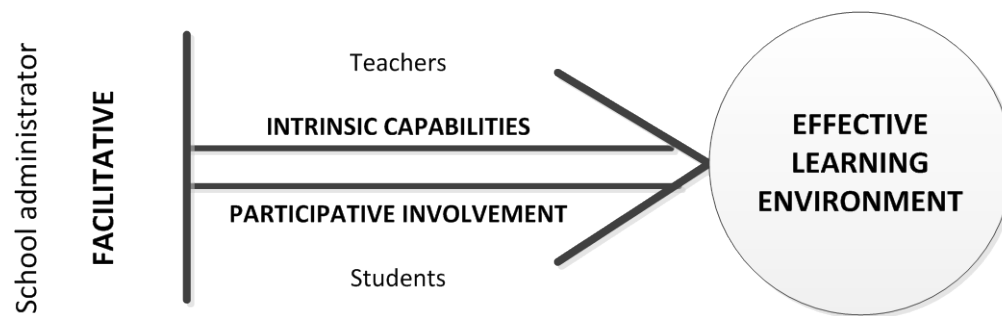 School administrator
FACILITATIVE
Teachers
INTRINSIC CAPABILITIES
PARTICIPATIVE INVOLVEMENT
Students
EFFECTIVE
LEARNING
ENVIRONMENT